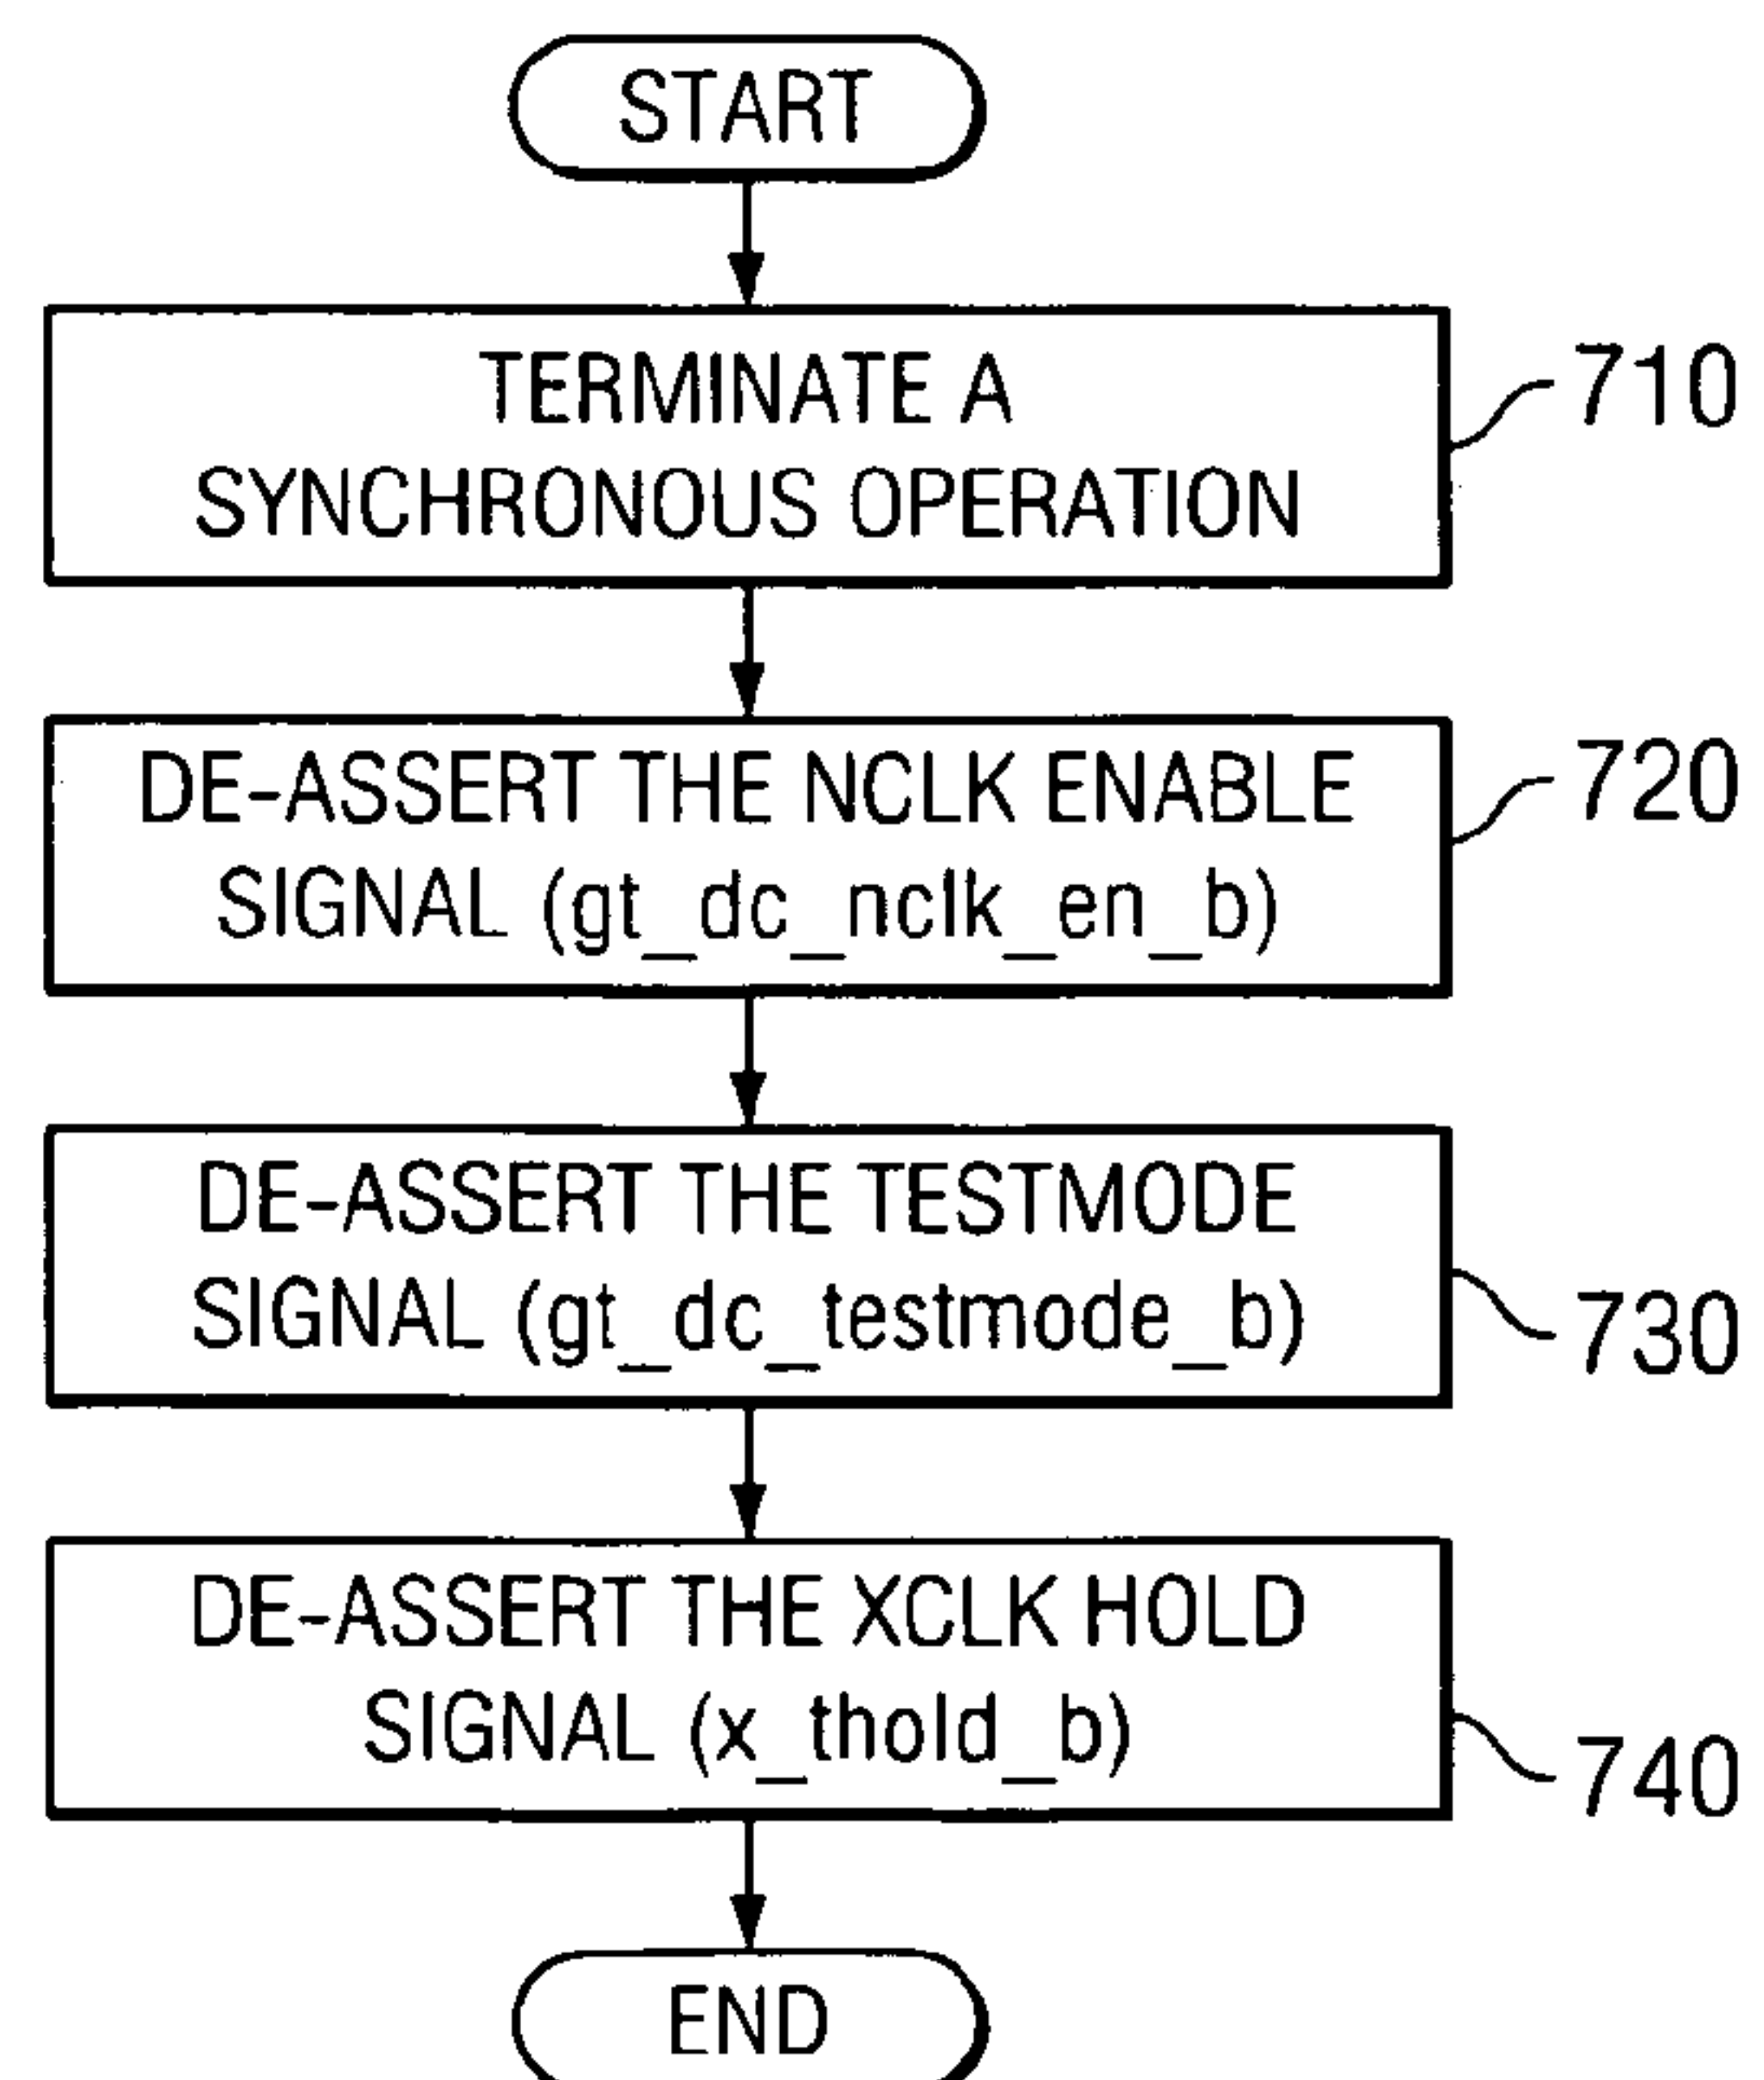 START
TERMINATE A
SYNCHRONOUS OPERATION
710
DE-ASSERT THE NCLK ENABLE
SIGNAL (gt_dc_nclk_en_b)
720
DE-ASSERT THE TESTMODE
SIGNAL (gt_dc_testmode_b)
730
DE-ASSERT THE XCLK HOLD
SIGNAL (x_thold_b)
740
END